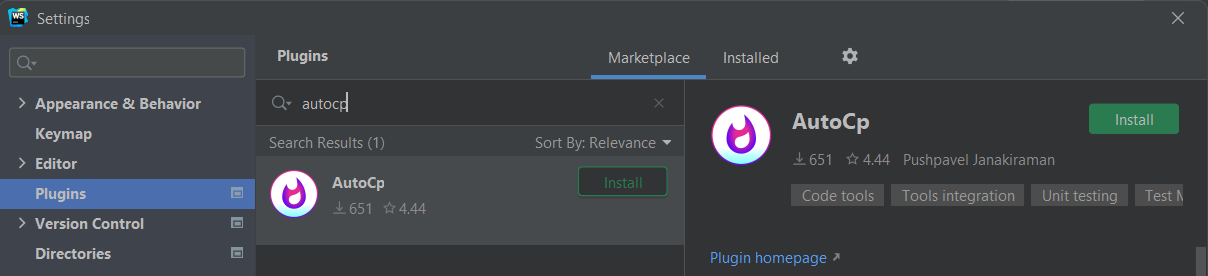 WS
Settings
Appearance & Behavior
Keymap
Editor
Plugins
Version Control
Directories
Plugins
Marketplace
Installed
autocp
Search Results (1)
Sort By: Relevance
AutoCp
651
4.44
Install
AutoCp
Install
651
4.44
Pushpavel Janakiraman
Code tools
Tools integration
Unit testing
Test
Plugin homepage